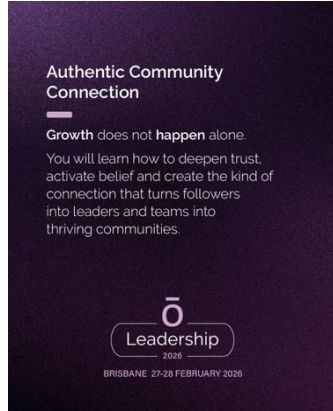 Authentic Community
Connection
Growth does not happen alone.
You will learn how to deepen trust,
activate belief and create the kind of
connection that turns followers
into leaders and teams into
thriving communities.
ō
Leadership
2026
BRISBANE 27-28 FEBRUARY 2026